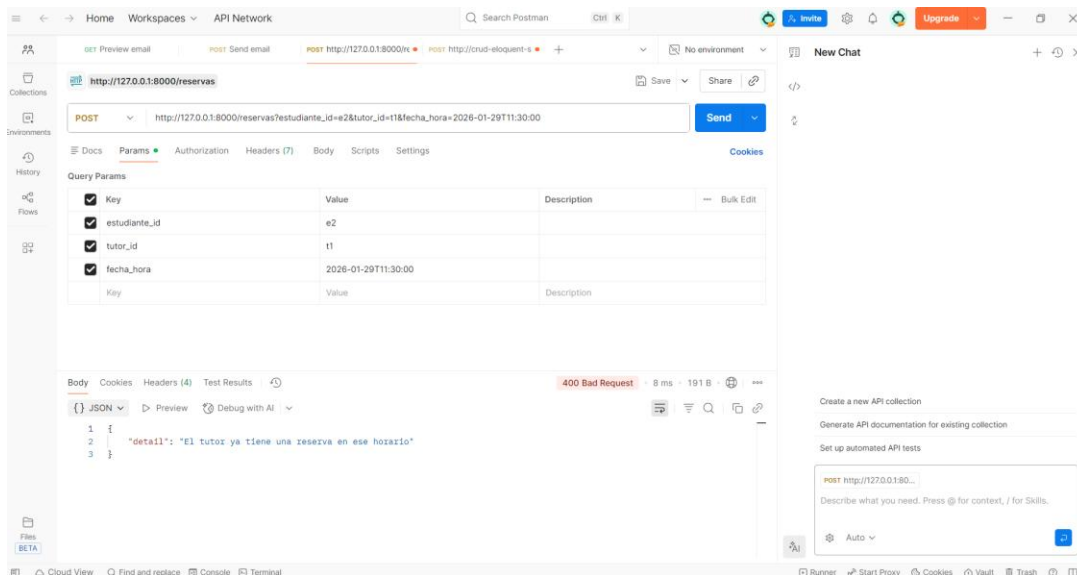 Home Workspaces API Network Search Postman Ctrl K Invite Upgrade
GET Preview email POST Send email POST http://127.0.0.1:8000/re POST http://crud-eloquent-s No environment
New Chat
Collections
Environments
History
Flows
Files
BETA
http://127.0.0.1:8000/reservas Save Share
POST http://127.0.0.1:8000/reservas?estudiante_id=e2&tutor_id=t1&fecha_hora=2026-01-29T11:30:00 Send
Docs Params Authorization Headers (7) Body Scripts Settings Cookies
Query Params
Key Value Description Bulk Edit
estudiante_id e2
tutor_id t1
fecha_hora 2026-01-29T11:30:00
Key Value Description
Body Cookies Headers (4) Test Results 400 Bad Request 8 ms 191 B
{} JSON Preview Debug with AI
1 {
2 "detail": "El tutor ya tiene una reserva en ese horario"
3 }
Create a new API collection
Generate API documentation for existing collection
Set up automated API tests
POST http://127.0.0.1:80...
Describe what you need. Press @ for context, / for Skills.
Auto
AI
Cloud View Find and replace Console Terminal Runner Start Proxy Cookies Vault Trash